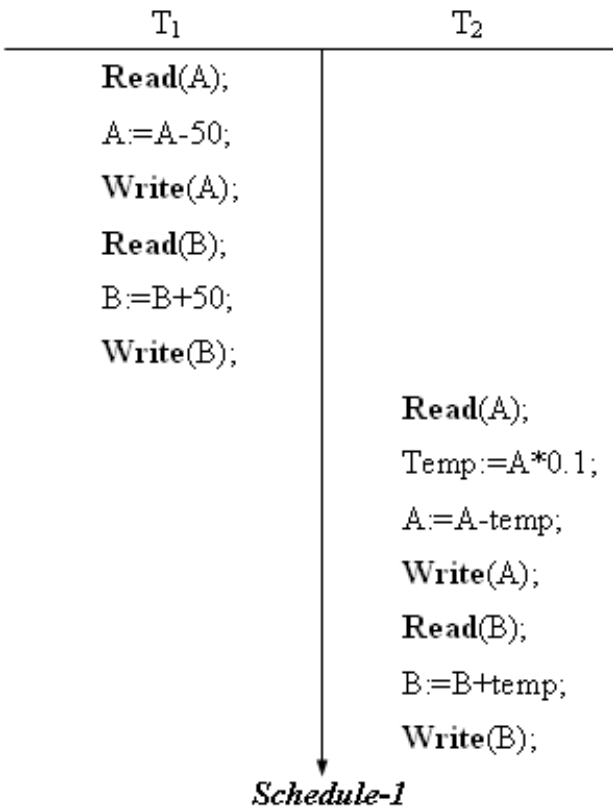 T₁ T₂
Read(A);
A:=A-50;
Write(A);
Read(B);
B:=B+50;
Write(B);
Read(A);
Temp:=A*0.1;
A:=A-temp;
Write(A);
Read(B);
B:=B+temp;
Write(B);
Schedule-1